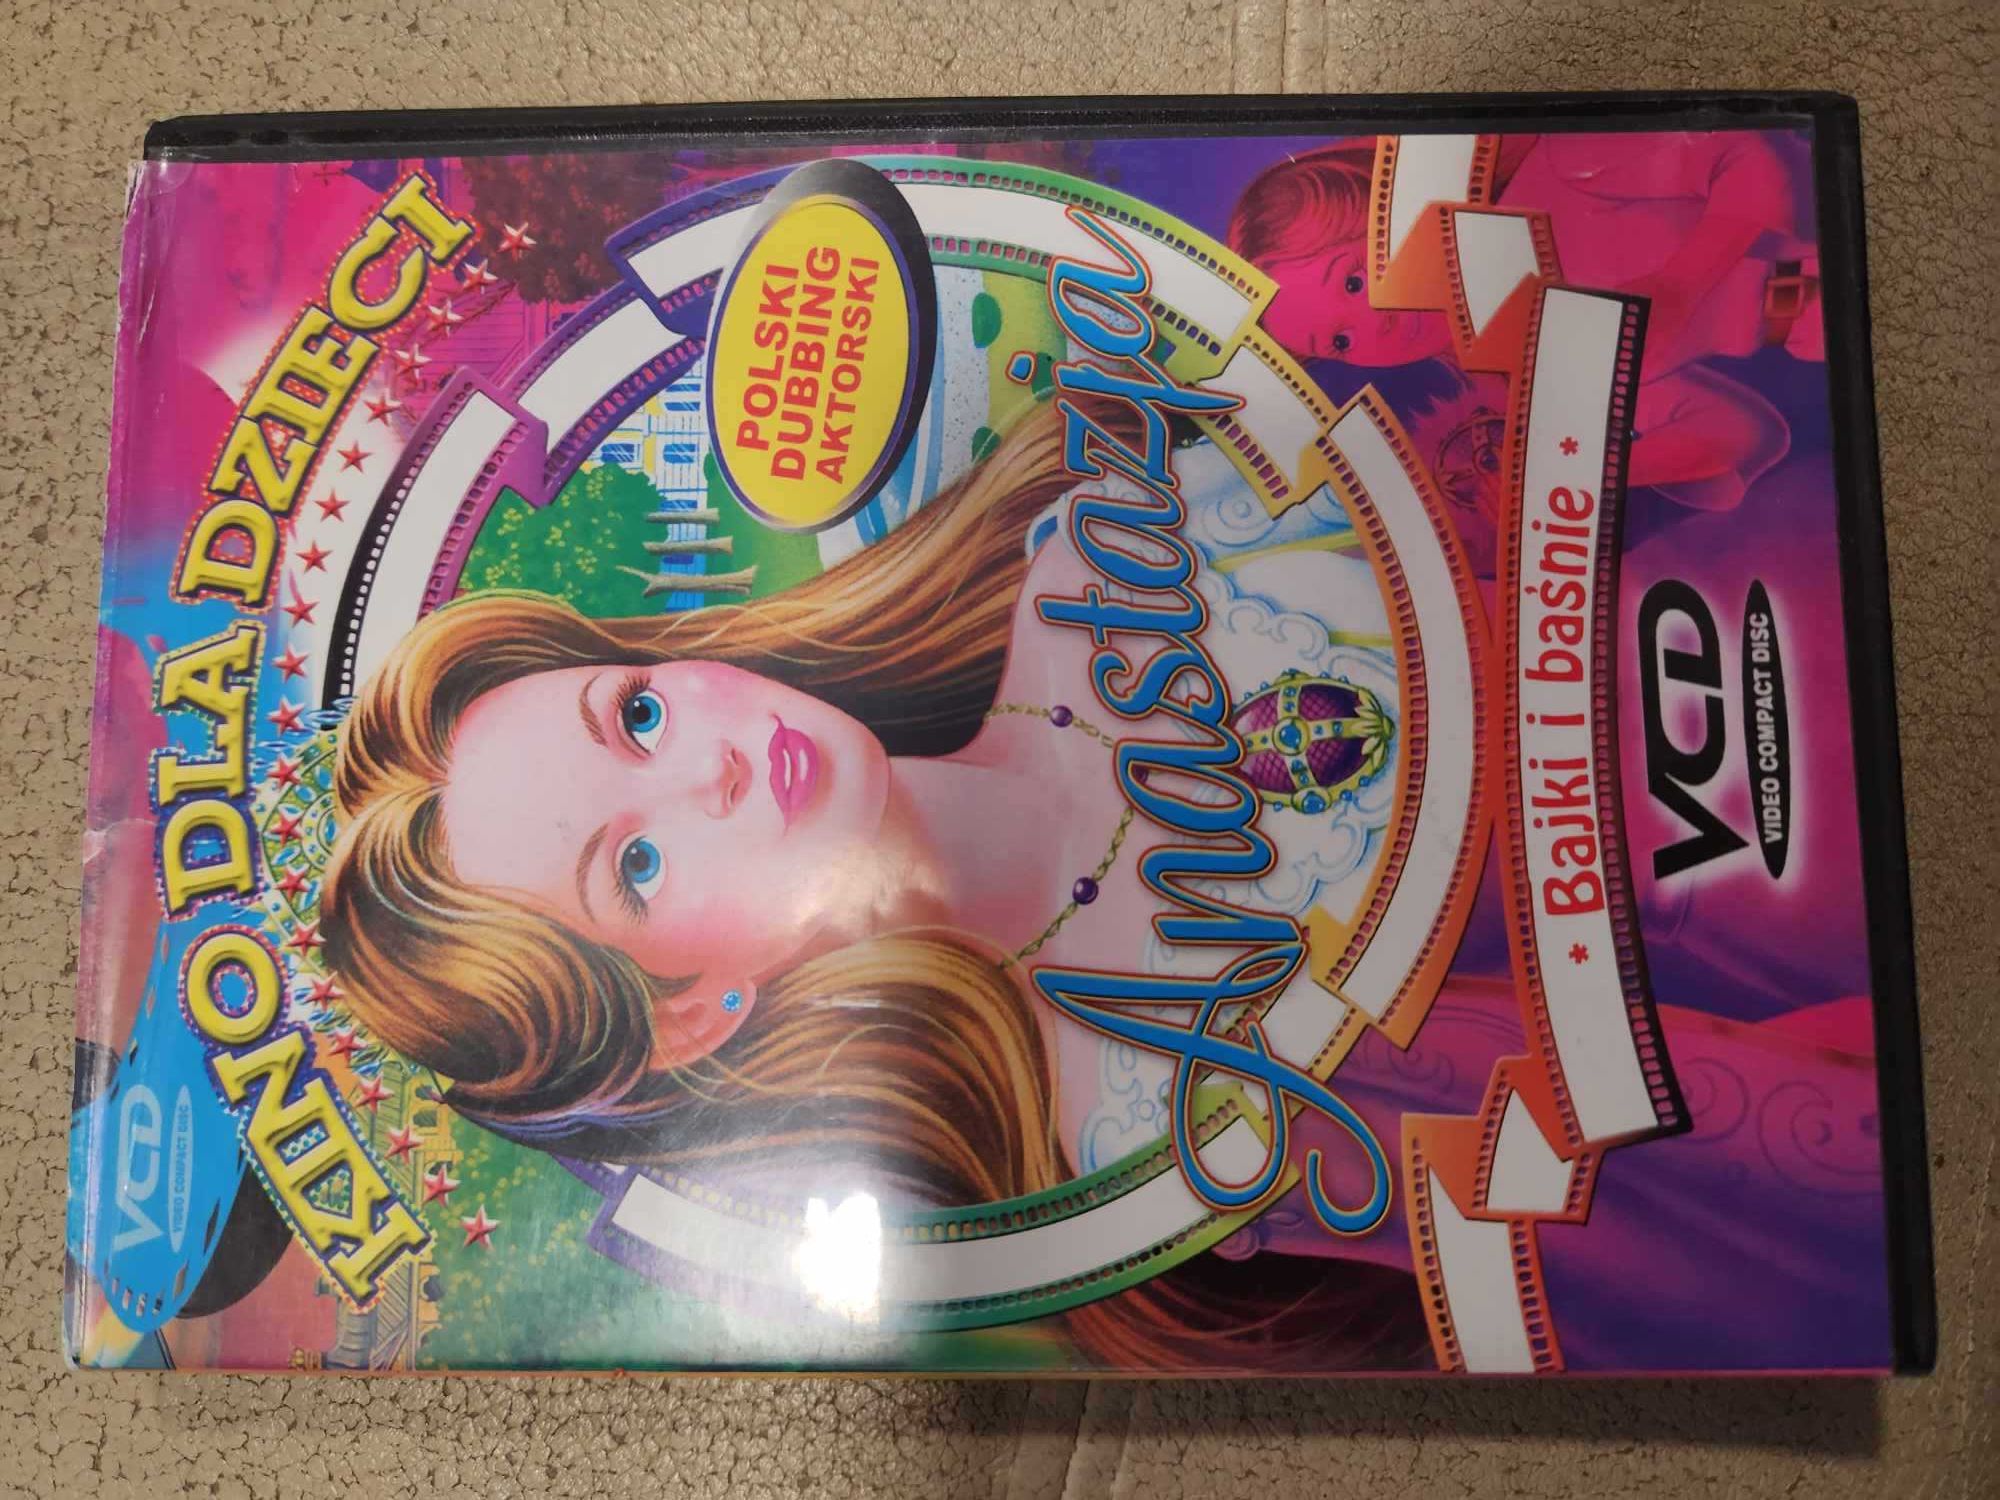 VCD
VIDEO COMPACT DISC
KINO DLA DZIECI
POLSKI
DUBBING
AKTORSKI
Anastazja
* Bajki i baśnie *
VCD
VIDEO COMPACT DISC